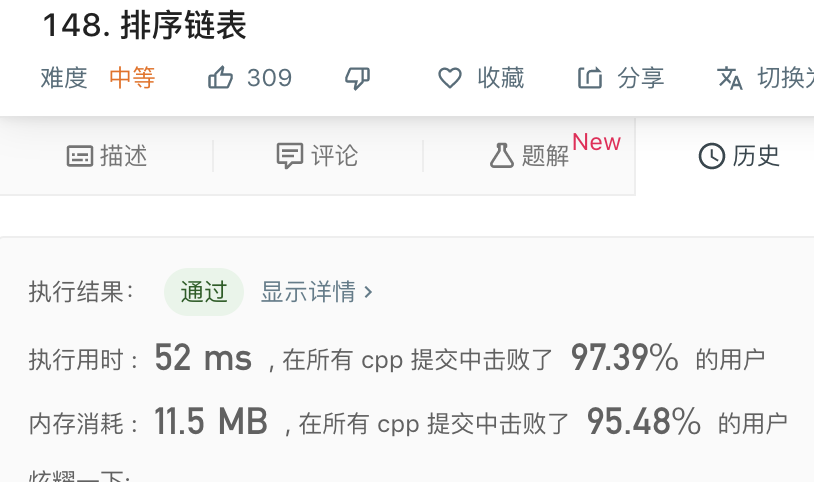 148. 排序链表
难度 中等 309 收藏 分享 切换为
描述 评论 题解 New 历史
执行结果： 通过 显示详情 ›
执行用时 : 52 ms , 在所有 cpp 提交中击败了 97.39% 的用户
内存消耗 : 11.5 MB , 在所有 cpp 提交中击败了 95.48% 的用户
炫耀一下: